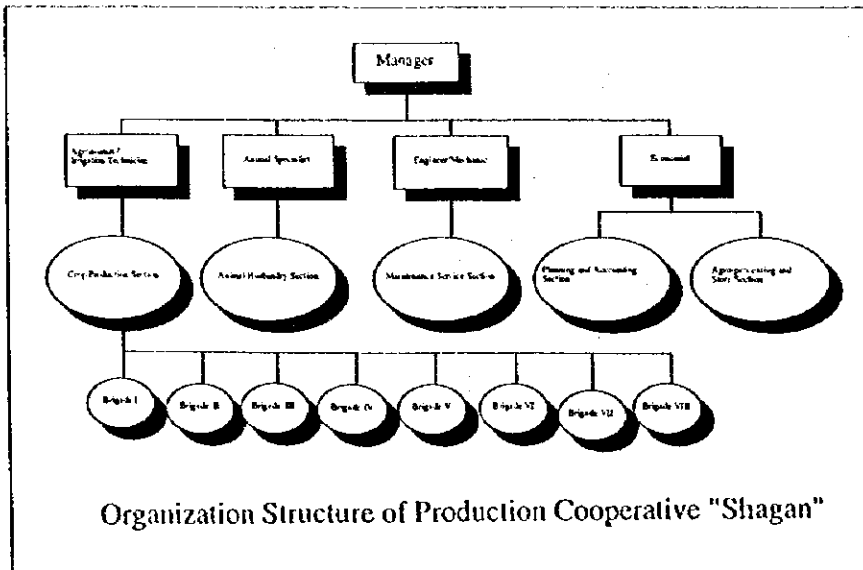 Manager
Agronomist/
Irrigation Technician
Animal Specialist
Engineer/Mechanic
Economist
Crop Production Section
Animal Husbandry Section
Maintenance Service Section
Planning and Accounting
Section
Agroprocessing and
Store Section
Brigade I
Brigade II
Brigade III
Brigade IV
Brigade V
Brigade VI
Brigade VII
Brigade VIII
Organization Structure of Production Cooperative "Shagan"